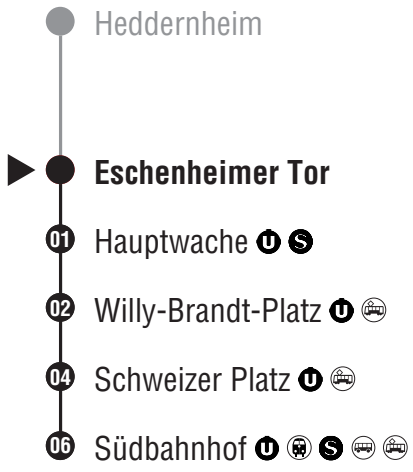 Heddernheim
Eschenheimer Tor
01 Hauptwache U S
02 Willy-Brandt-Platz U
04 Schweizer Platz U
06 Südbahnhof U S